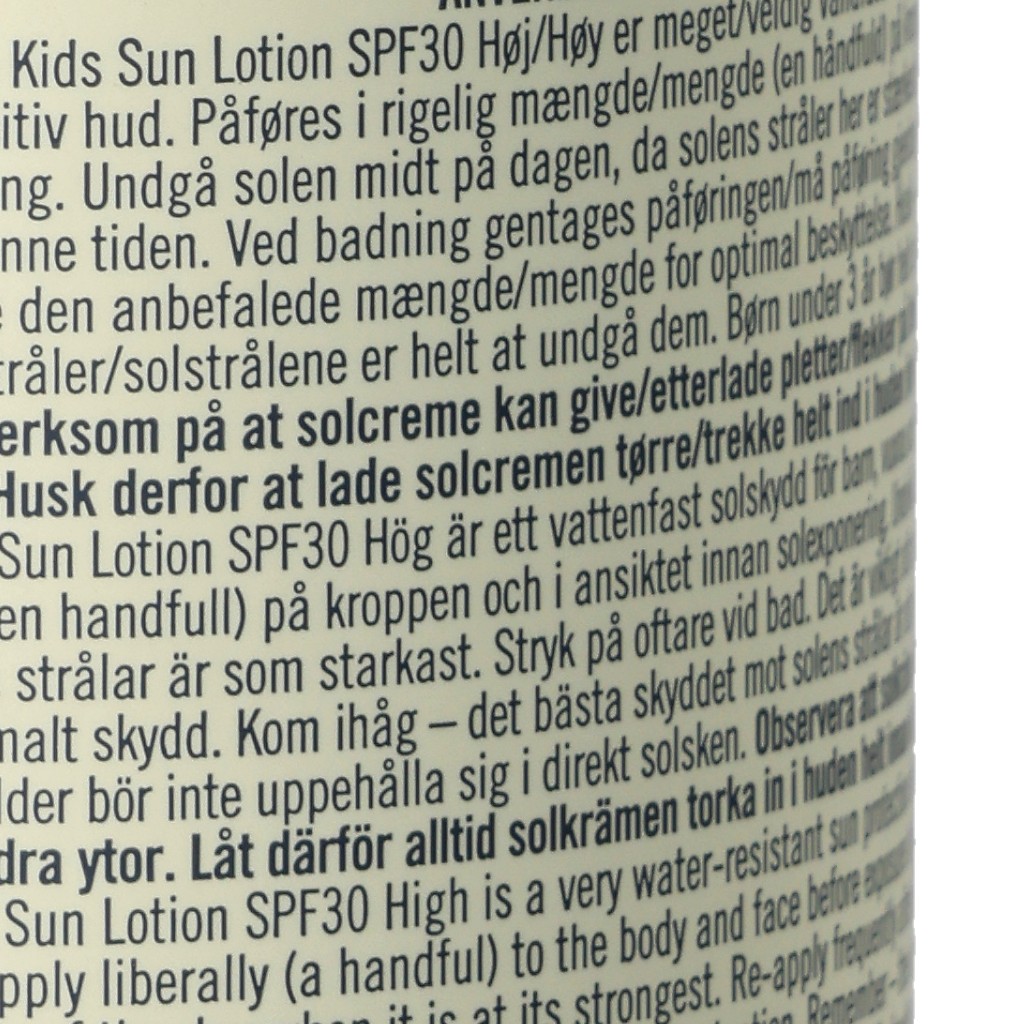 Kids Sun Lotion SPF30 Høj/Høy er meget/veldig
itiv hud. Påføres i rigelig mængde/mengde (en håndfuld) på
ng. Undgå solen midt på dagen, da solens stråler her er
nne tiden. Ved badning gentages påføringen/må påføring
den anbefalede mængde/mengde for optimal beskyttelse.
tråler/solstrålene er helt at undgå dem. Børn under 3 år bør
erksom på at solcreme kan give/etterlade pletter/flekker
Husk derfor at lade solcremen tørre/trekke helt ind i huden
Sun Lotion SPF30 Hög är ett vattenfast solskydd för barn,
en handfull) på kroppen och i ansiktet innan solexponering.
strålar är som starkast. Stryk på oftare vid bad. Det är viktigt
malt skydd. Kom ihåg – det bästa skyddet mot solens strålar är
lder bör inte uppehålla sig i direkt solsken. Observera att
dra ytor. Låt därför alltid solkrämen torka in i huden helt
Sun Lotion SPF30 High is a very water-resistant sun protection
pply liberally (a handful) to the body and face before
it is at its strongest. Re-apply frequently
Remember –